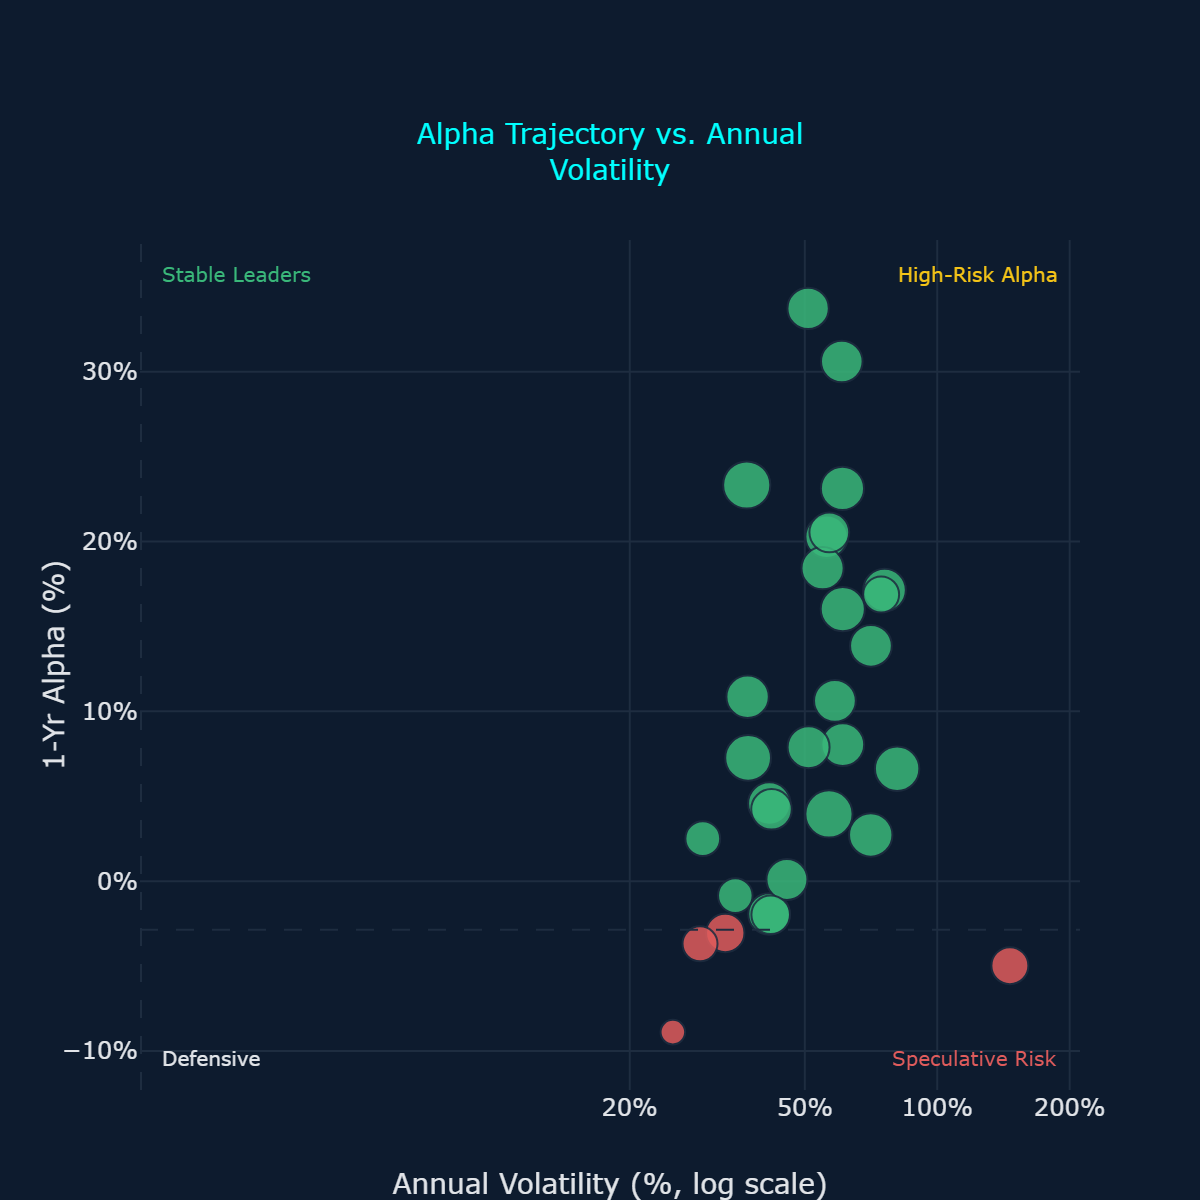 Alpha Trajectory vs. Annual
Volatility
Stable Leaders
High-Risk Alpha
30%
20%
10%
0%
−10%
1-Yr Alpha (%)
Defensive
Speculative Risk
20%
50%
100%
200%
Annual Volatility (%, log scale)